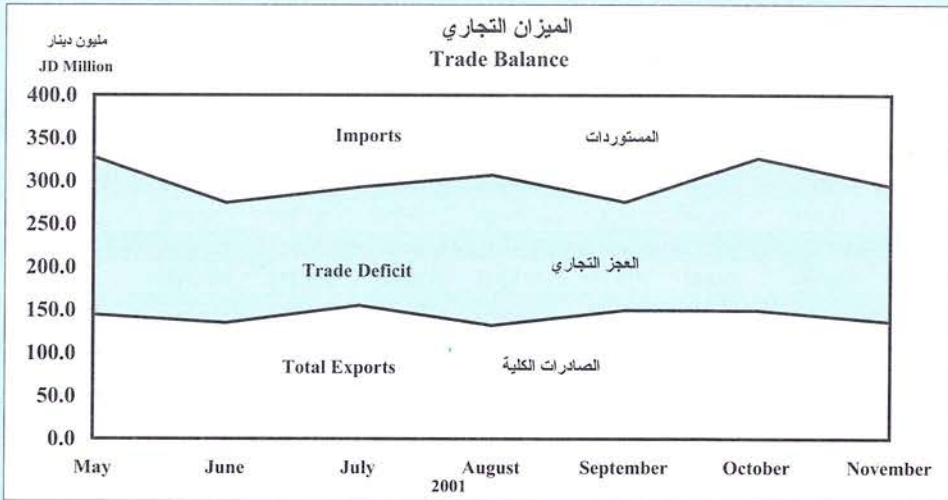 الميزان التجاري
Trade Balance
مليون دينار
JD Million
400.0
350.0
300.0
250.0
200.0
150.0
100.0
50.0
0.0
Imports المستوردات
Trade Deficit العجز التجاري
Total Exports الصادرات الكلية
May June July August September October November
2001